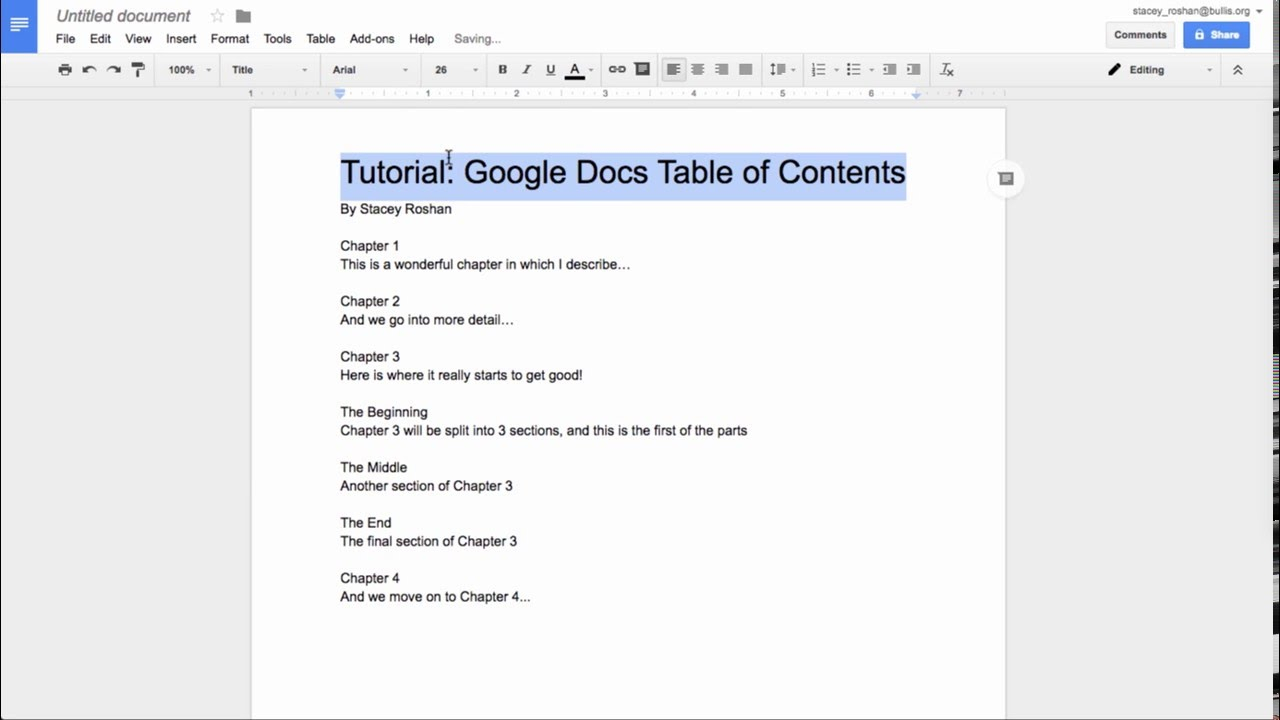 Untitled document
stacey_roshan@bullis.org
File Edit View Insert Format Tools Table Add-ons Help Saving...
Comments Share
100% Title Arial 26 B I U A Editing
1 1 2 3 4 5 6 7
Tutorial: Google Docs Table of Contents
By Stacey Roshan
Chapter 1
This is a wonderful chapter in which I describe…
Chapter 2
And we go into more detail…
Chapter 3
Here is where it really starts to get good!
The Beginning
Chapter 3 will be split into 3 sections, and this is the first of the parts
The Middle
Another section of Chapter 3
The End
The final section of Chapter 3
Chapter 4
And we move on to Chapter 4...